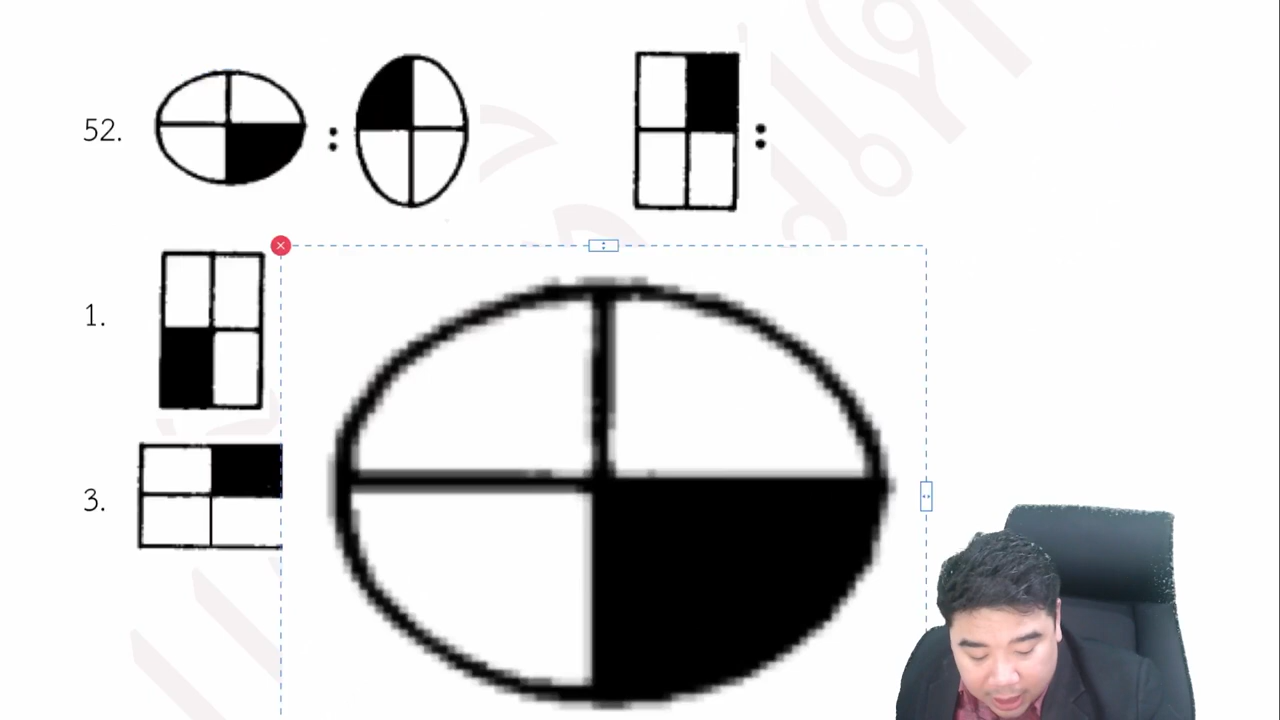 52. : :
1.
3.